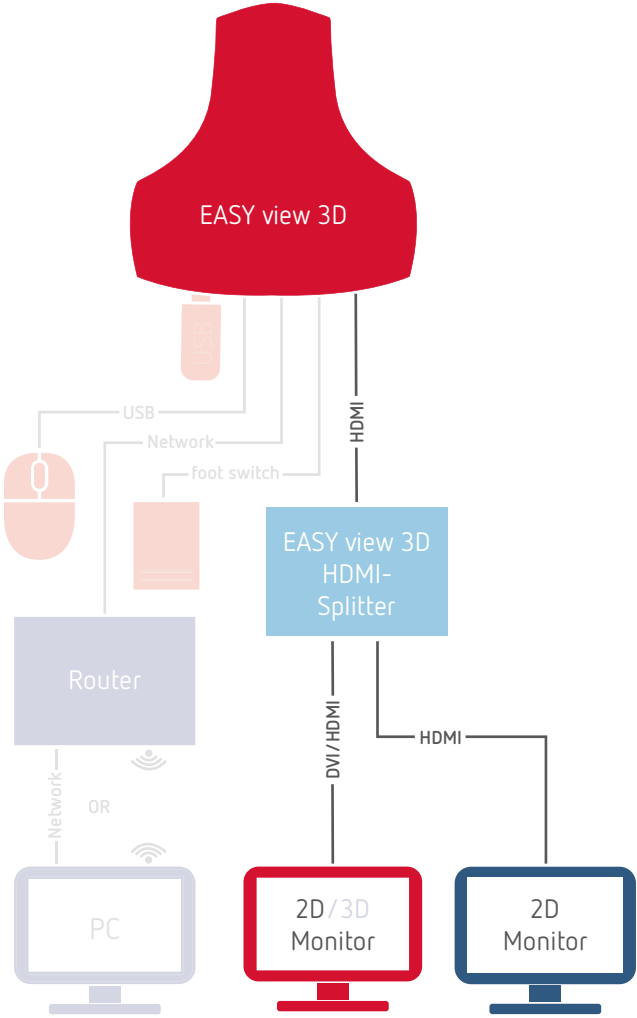 EASY view 3D
USB
USB
HDMI
Network
foot switch
EASY view 3D
HDMI-
Splitter
Router
DVI/HDMI
HDMI
Network
OR
PC
2D/3D
Monitor
2D
Monitor